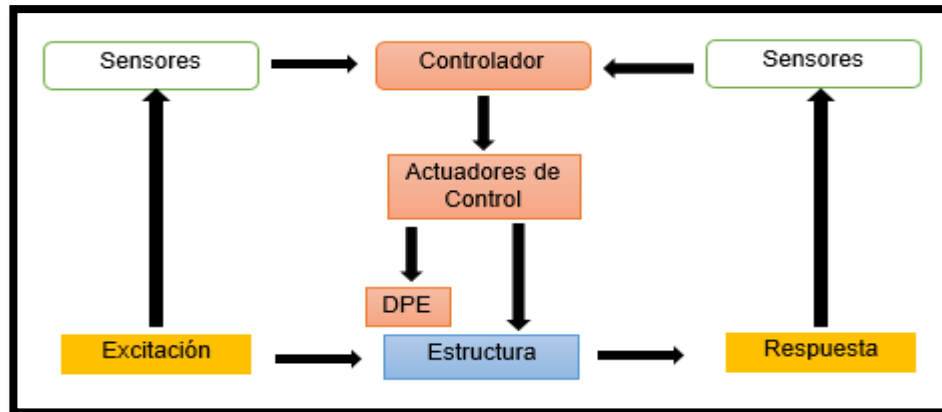 Sensores
Controlador
Sensores
Actuadores de
Control
DPE
Excitación
Estructura
Respuesta